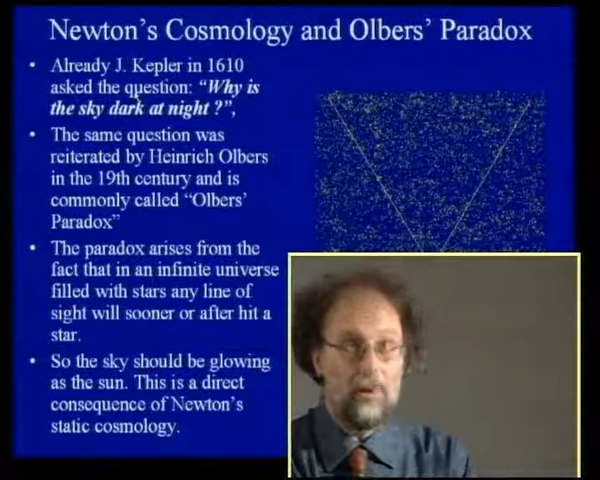 Newton's Cosmology and Olbers' Paradox
• Already J. Kepler in 1610
asked the question: "Why is
the sky dark at night ?",
• The same question was
reiterated by Heinrich Olbers
in the 19th century and is
commonly called "Olbers'
Paradox"
• The paradox arises from the
fact that in an infinite universe
filled with stars any line of
sight will sooner or after hit a
star.
• So the sky should be glowing
as the sun. This is a direct
consequence of Newton's
static cosmology.